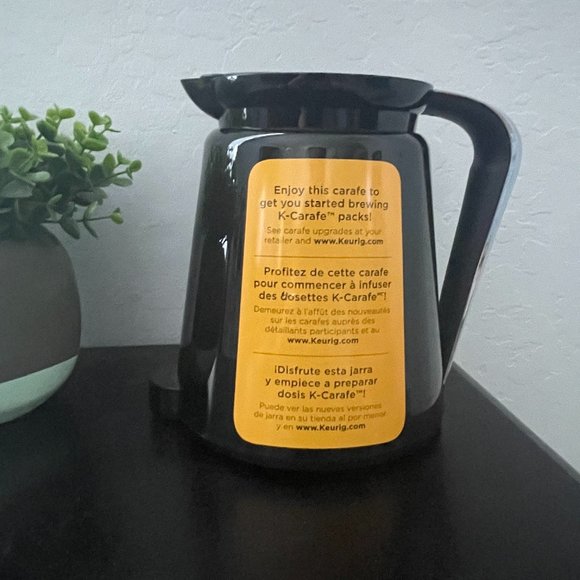 Enjoy this carafe to
get you started brewing
K-Carafe™ packs!
See carafe upgrades at your
retailer and www.Keurig.com
Profitez de cette carafe
pour commencer à infuser
des dosettes K-Carafe™!
Demeurez à l'affût des nouveautés
sur les carafes auprès des
détaillants participants et au
www.Keurig.com
¡Disfrute esta jarra
y empiece a preparar
dosis K-Carafe™!
Puede ver las nuevas versiones
de jarra en su tienda al por menor
y en www.Keurig.com